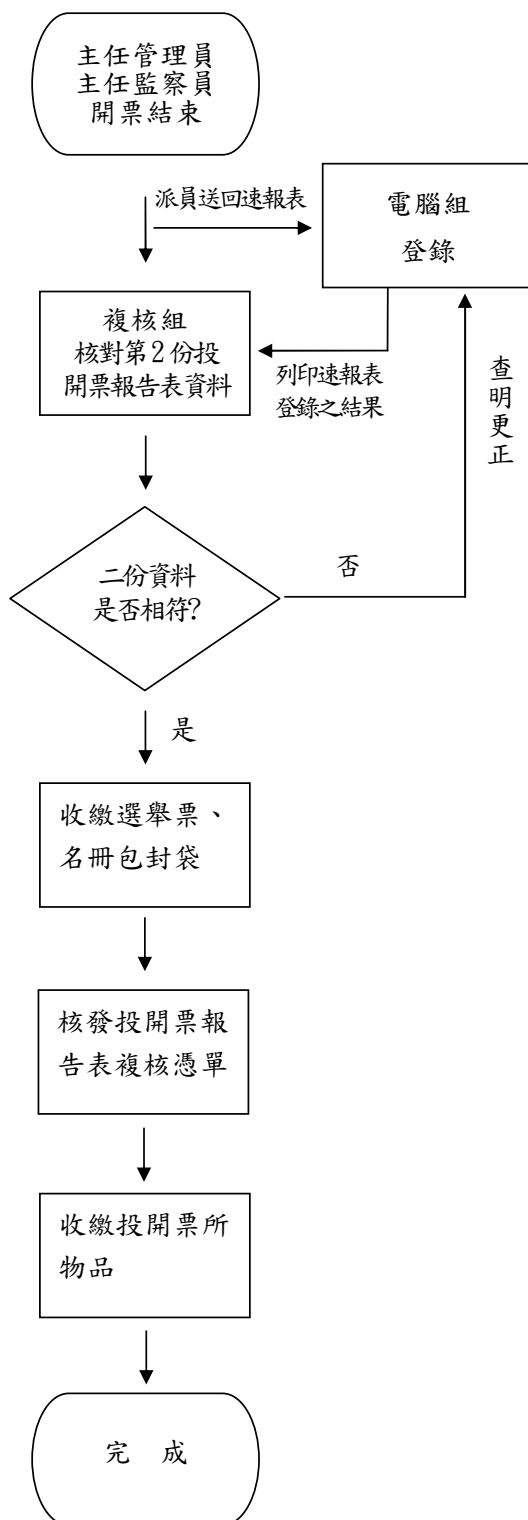 主任管理員
主任監察員
開票結束
派員送回速報表
電腦組
登錄
複核組
核對第2份投
開票報告表資料
列印速報表
登錄之結果
查明更正
二份資料
是否相符?
否
是
收繳選舉票、
名冊包封袋
核發投開票報
告表複核憑單
收繳投開票所
物品
完 成